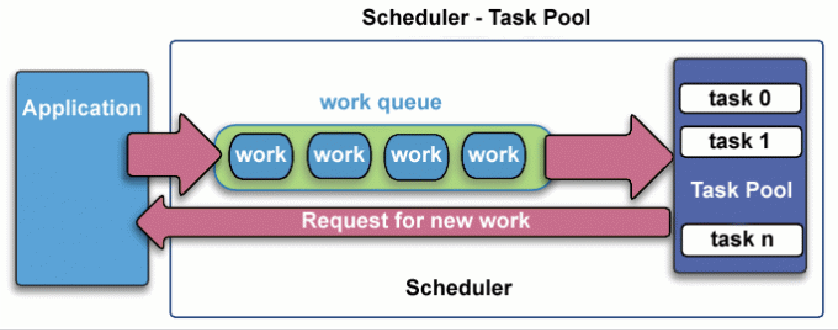 Scheduler - Task Pool
Application
work queue
work work work work
task 0
task 1
Task Pool
task n
Request for new work
Scheduler